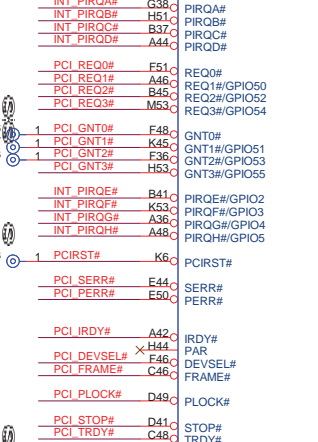 INT_PIRQA# G38 PIRQA#
INT_PIRQB# H51 PIRQB#
INT_PIRQC# B37 PIRQC#
INT_PIRQD# A44 PIRQD#
PCI_REQ0# F51 REQ0#
PCI_REQ1# A46 REQ1#/GPIO50
PCI_REQ2# B45 REQ2#/GPIO52
PCI_REQ3# M53 REQ3#/GPIO54
1 PCI_GNT0# F48 GNT0#
1 PCI_GNT1# K45 GNT1#/GPIO51
1 PCI_GNT2# F36 GNT2#/GPIO53
PCI_GNT3# H53 GNT3#/GPIO55
INT_PIRQE# B41 PIRQE#/GPIO2
INT_PIRQF# K53 PIRQF#/GPIO3
INT_PIRQG# A36 PIRQG#/GPIO4
INT_PIRQH# A48 PIRQH#/GPIO5
1 PCIRST# K6 PCIRST#
PCI_SERR# E44 SERR#
PCI_PERR# E50 PERR#
PCI_IRDY# A42 IRDY#
H44 PAR
PCI_DEVSEL# F46 DEVSEL#
PCI_FRAME# C46 FRAME#
PCI_PLOCK# D49 PLOCK#
PCI_STOP# D41 STOP#
PCI_TRDY# C48 TRDY#